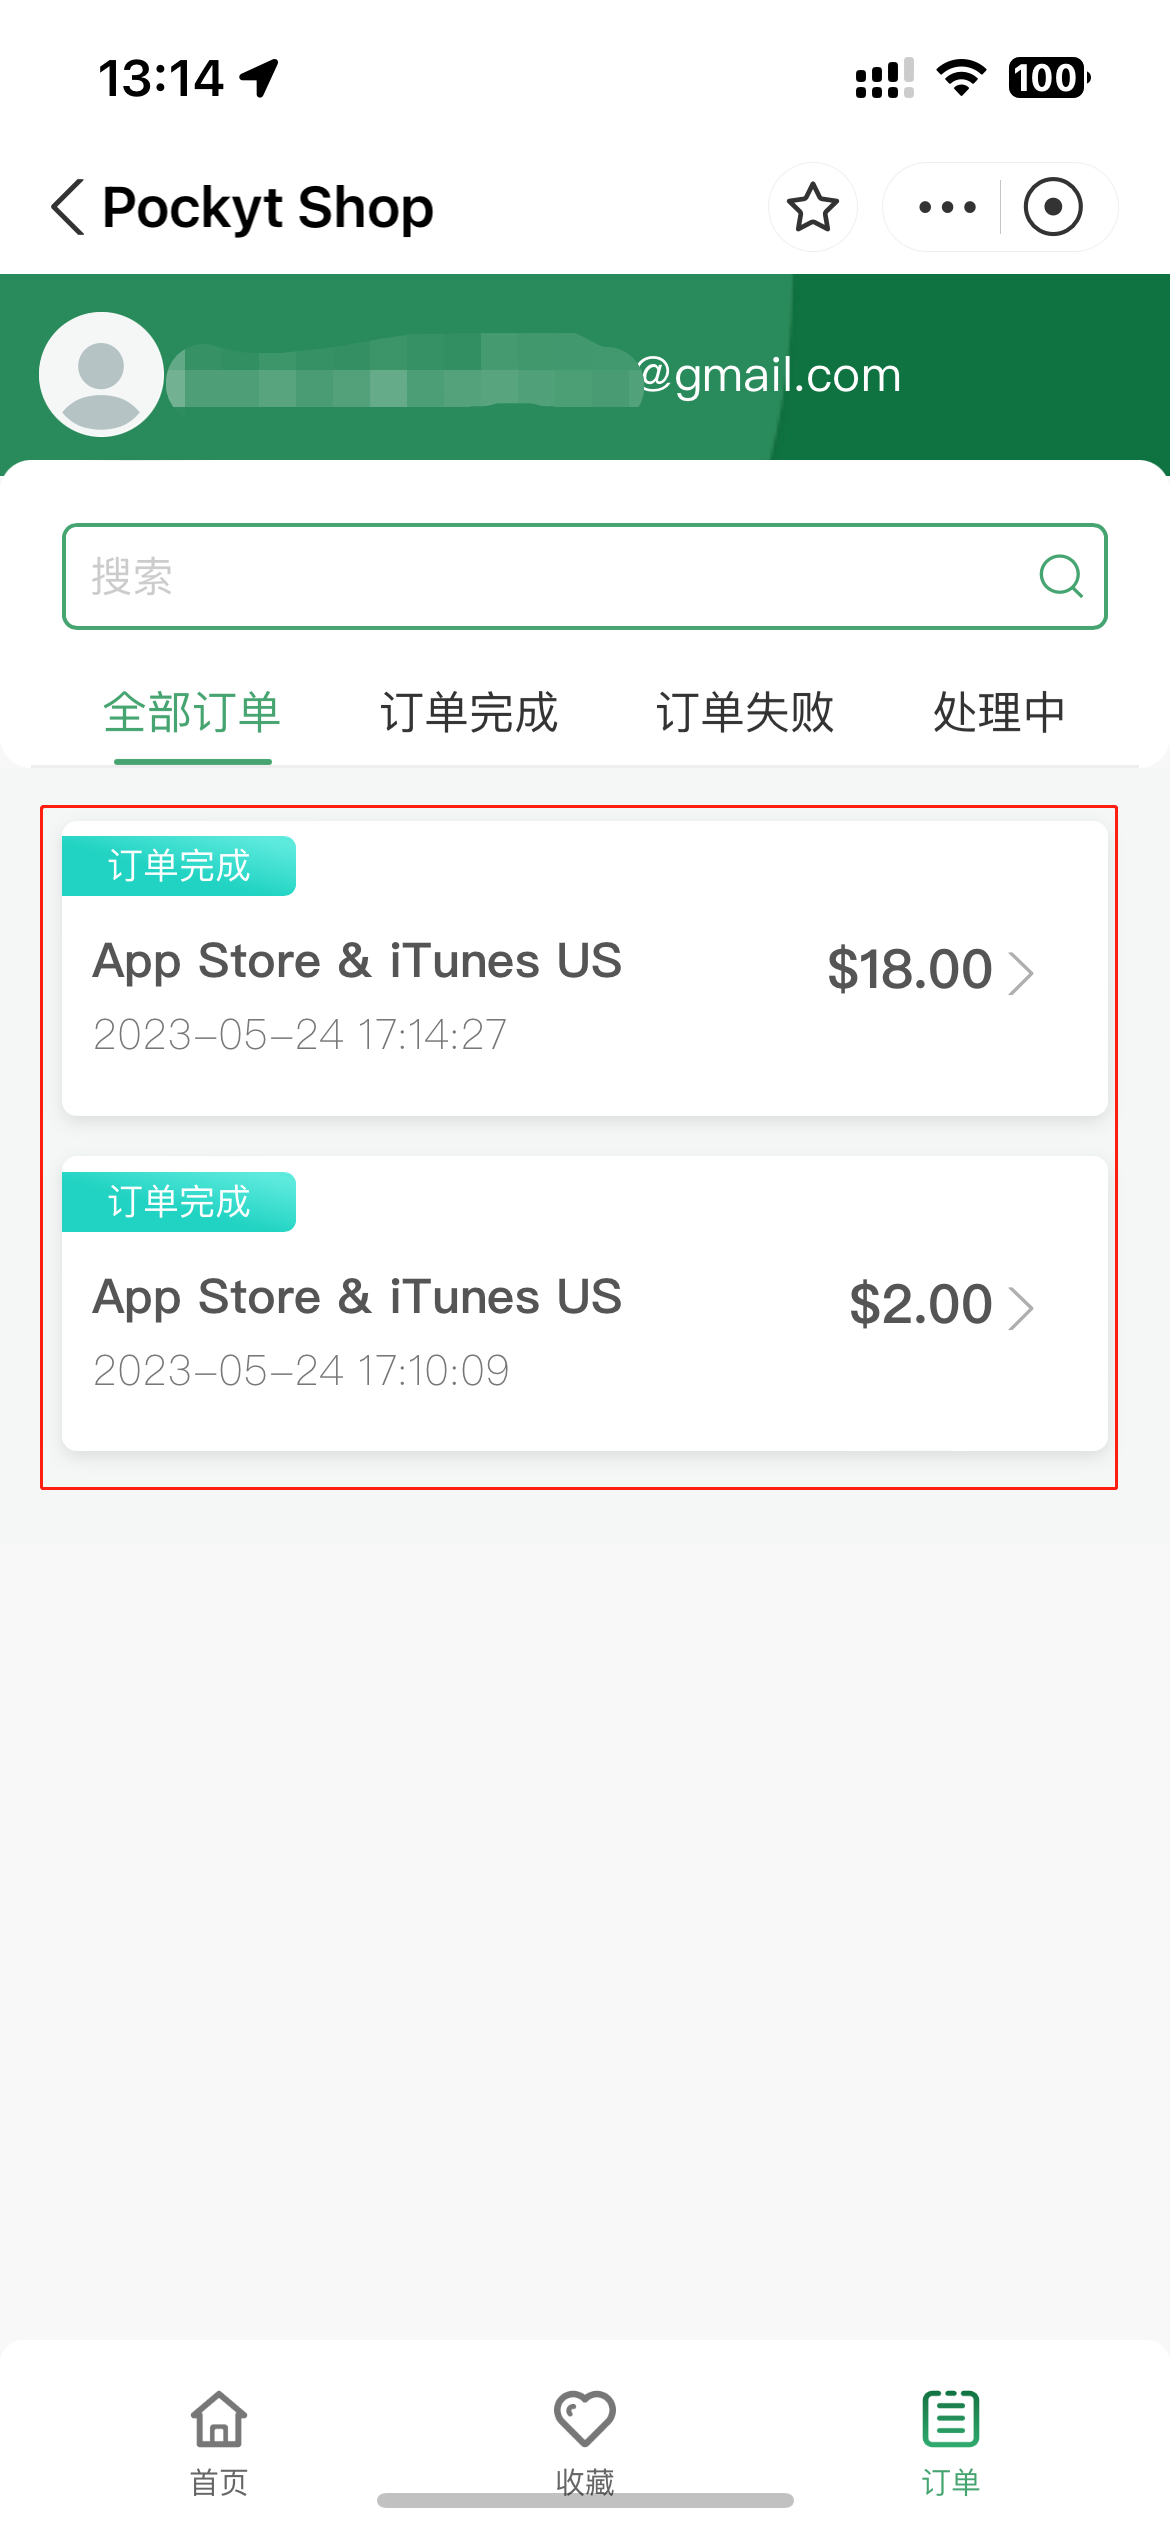 13:14
100
Pockyt Shop
@gmail.com
搜索
全部订单 订单完成 订单失败 处理中
订单完成
App Store & iTunes US $18.00
2023-05-24 17:14:27
订单完成
App Store & iTunes US $2.00
2023-05-24 17:10:09
首页 收藏 订单